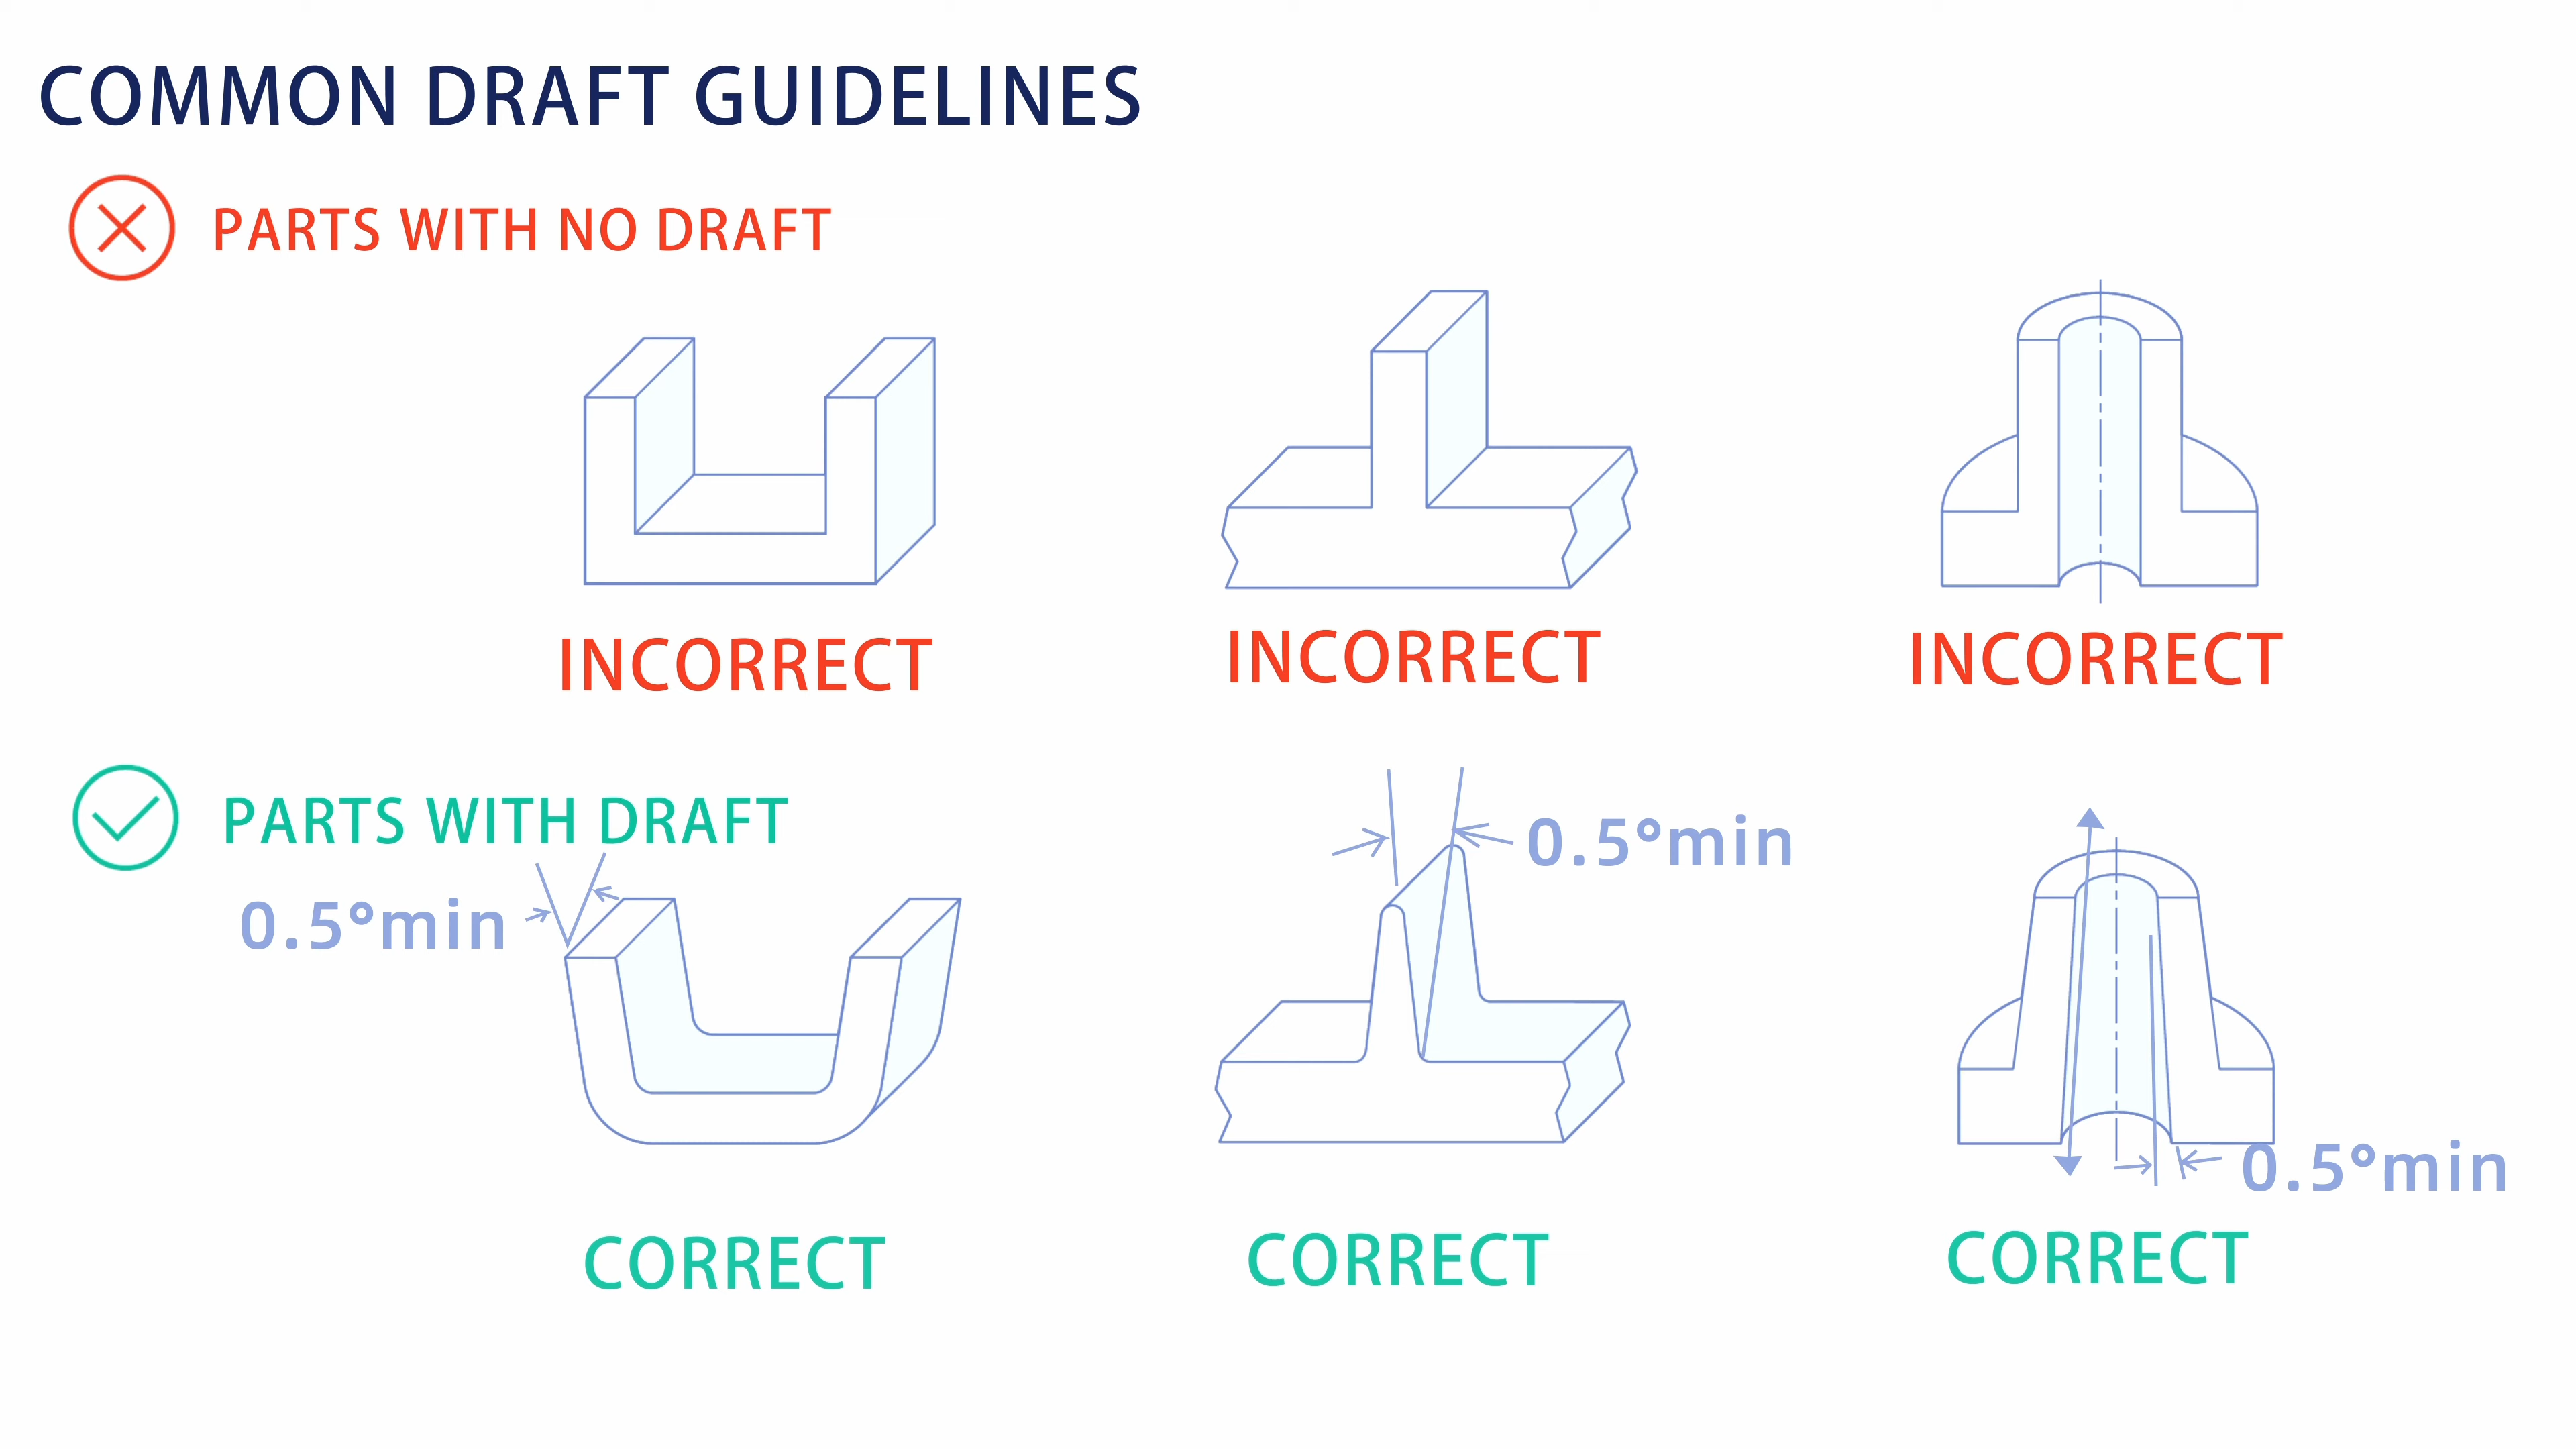 COMMON DRAFT GUIDELINES
PARTS WITH NO DRAFT
INCORRECT
INCORRECT
INCORRECT
PARTS WITH DRAFT
0.5°min
0.5°min
0.5°min
CORRECT
CORRECT
CORRECT